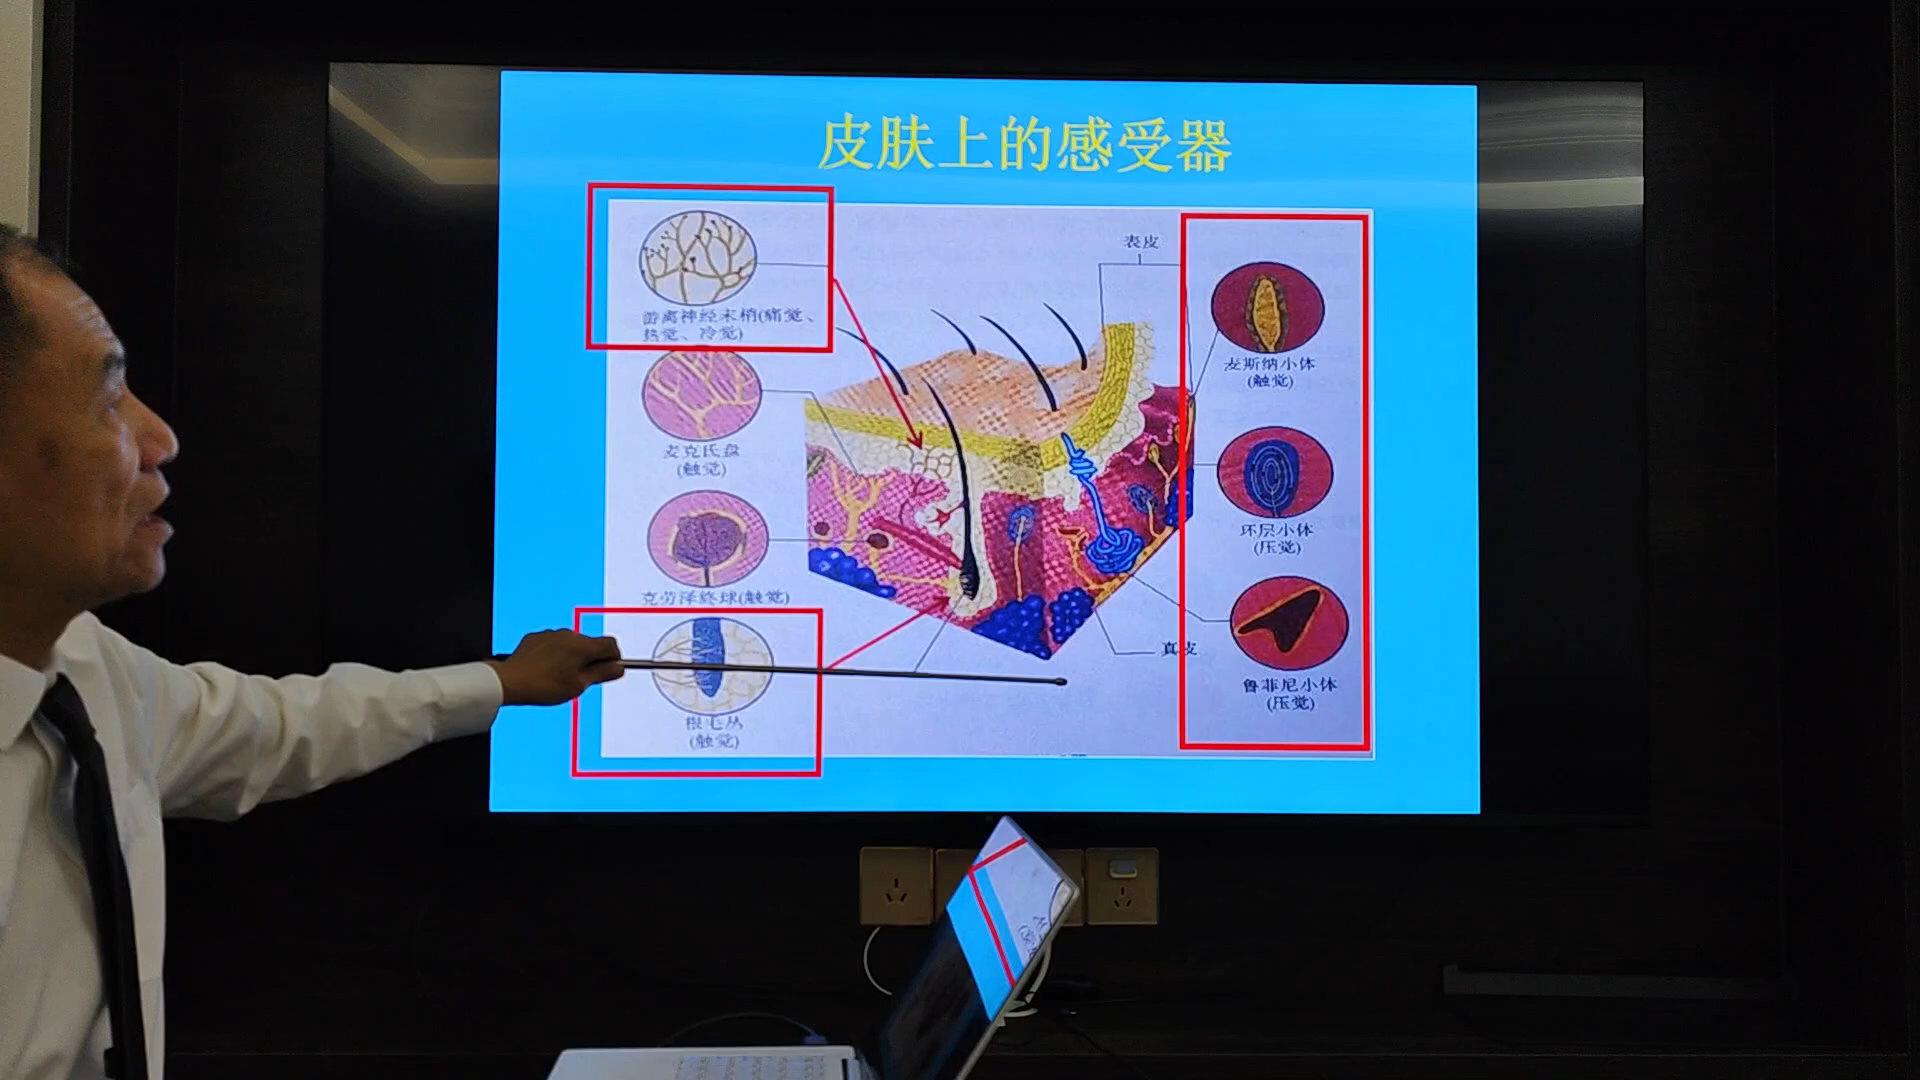 皮肤上的感受器
游离神经末梢(痛觉、
热觉、冷觉)
麦克氏盘
(触觉)
克劳泽终球(触觉)
根毛丛
(触觉)
表皮
真皮
麦斯纳小体
(触觉)
环层小体
(压觉)
鲁菲尼小体
(压觉)